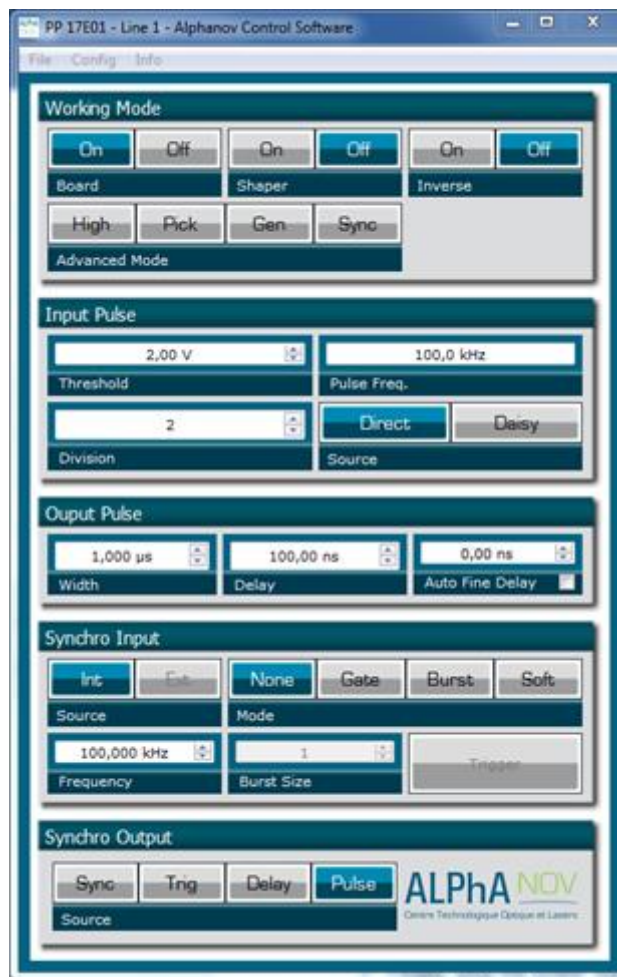 PP 17E01 - Line 1 - Alphanov Control Software
File Config Info
Working Mode
On Off On Off On Off
Board Shaper Inverse
High Pick Gen Sync
Advanced Mode
Input Pulse
2,00 V 100,0 kHz
Threshold Pulse Freq.
2 Direct Daisy
Division Source
Ouput Pulse
1,000 µs 100,00 ns 0,00 ns
Width Delay Auto Fine Delay
Synchro Input
Int Ext None Gate Burst Soft
Source Mode
100,000 kHz 1 Trigger
Frequency Burst Size
Synchro Output
Sync Trig Delay Pulse ALPhA NOV
Source Centre Technologique Optique et Lasers